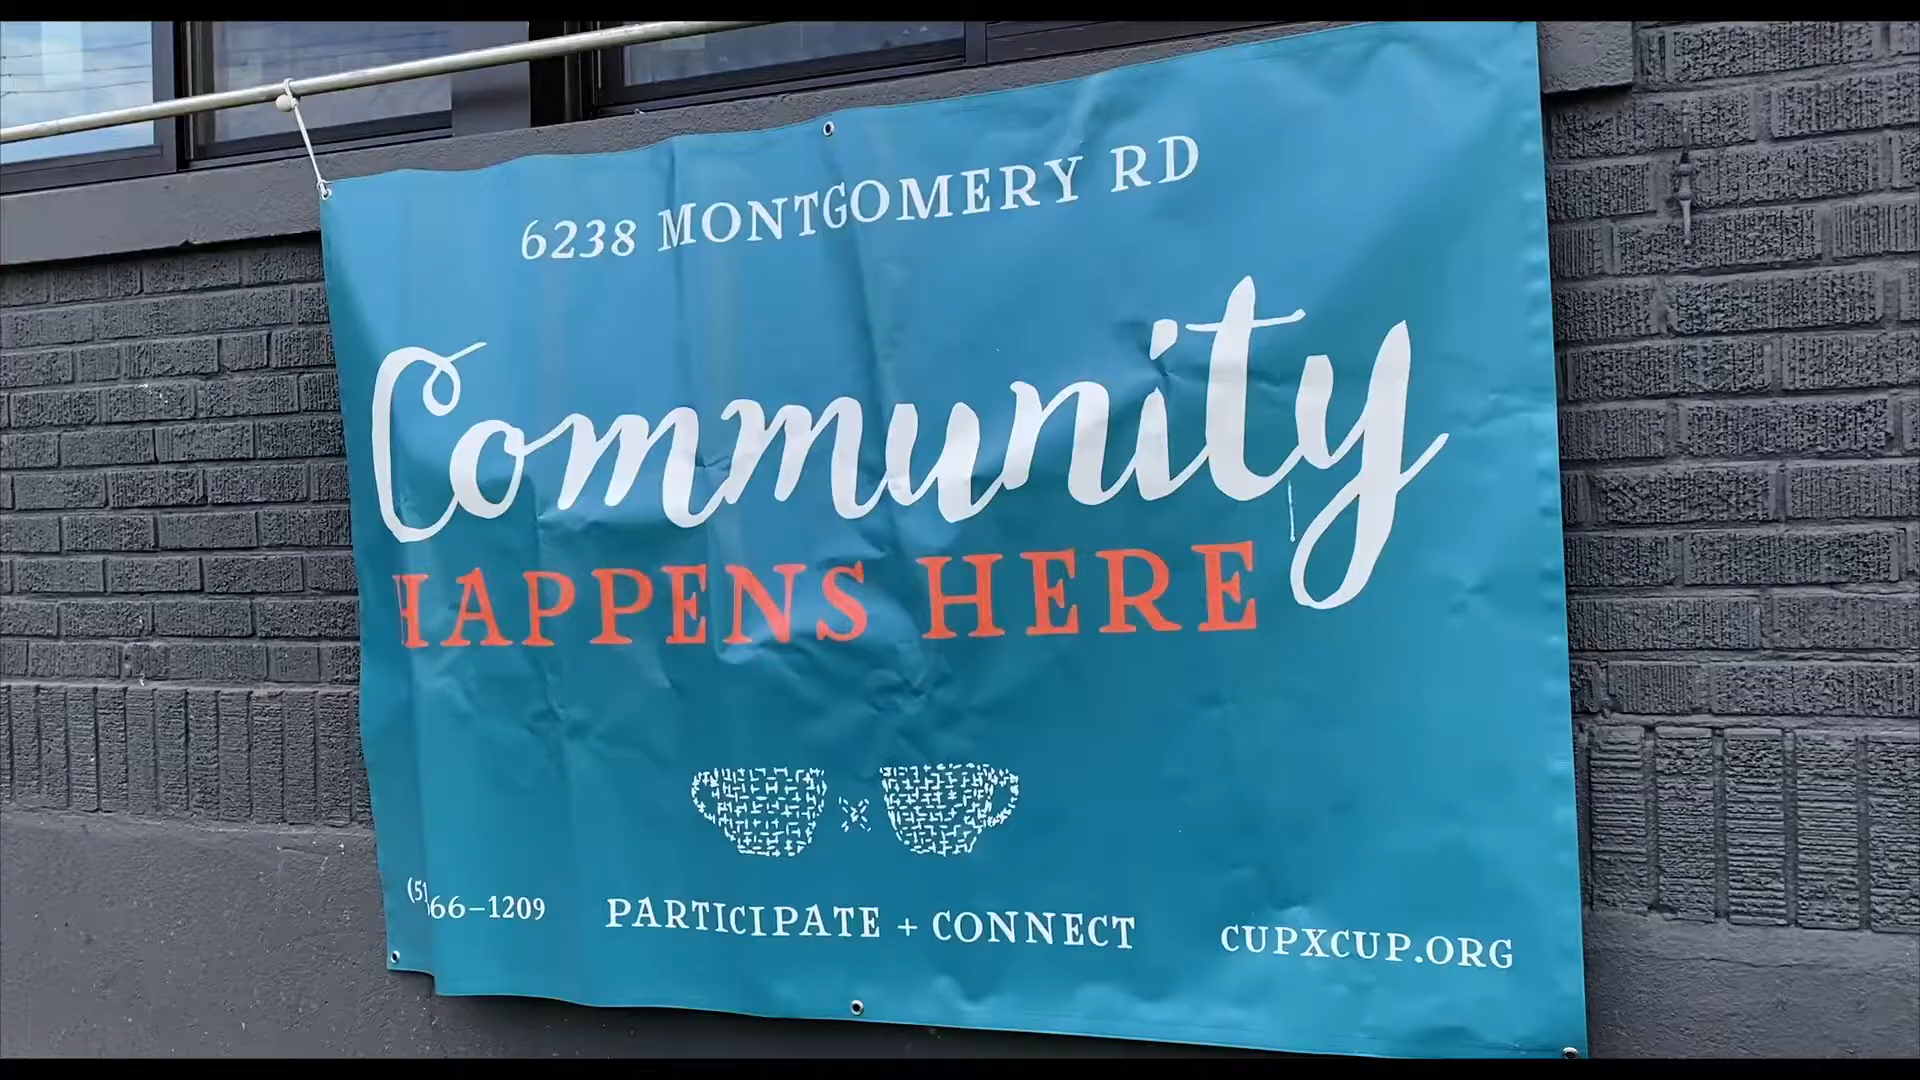 6238 MONTGOMERY RD
Community
HAPPENS HERE
66-1209
PARTICIPATE + CONNECT
CUPXCUP.ORG